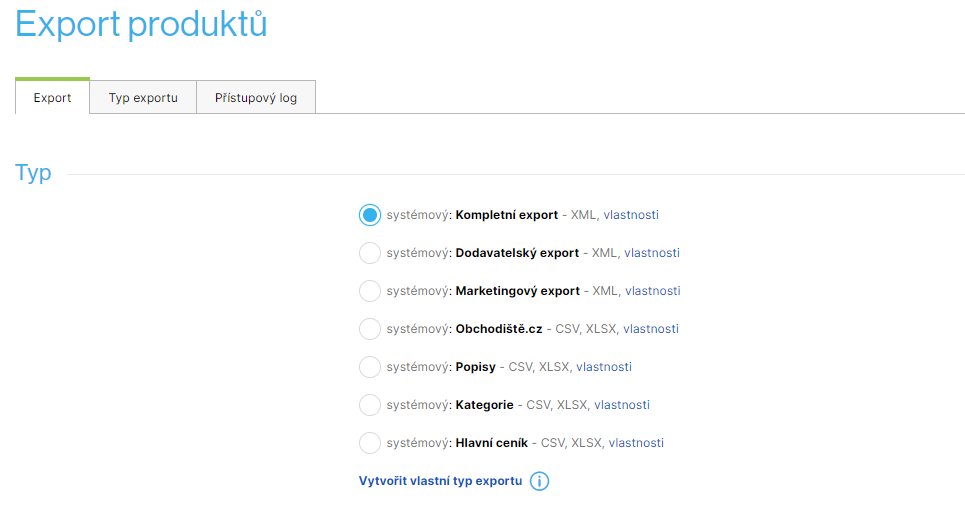 Export produktů
Export
Typ exportu
Přístupový log
Typ
systémový: Kompletní export - XML, vlastnosti
systémový: Dodavatelský export - XML, vlastnosti
systémový: Marketingový export - XML, vlastnosti
systémový: Obchodiště.cz - CSV, XLSX, vlastnosti
systémový: Popisy - CSV, XLSX, vlastnosti
systémový: Kategorie - CSV, XLSX, vlastnosti
systémový: Hlavní ceník - CSV, XLSX, vlastnosti
Vytvořit vlastní typ exportu